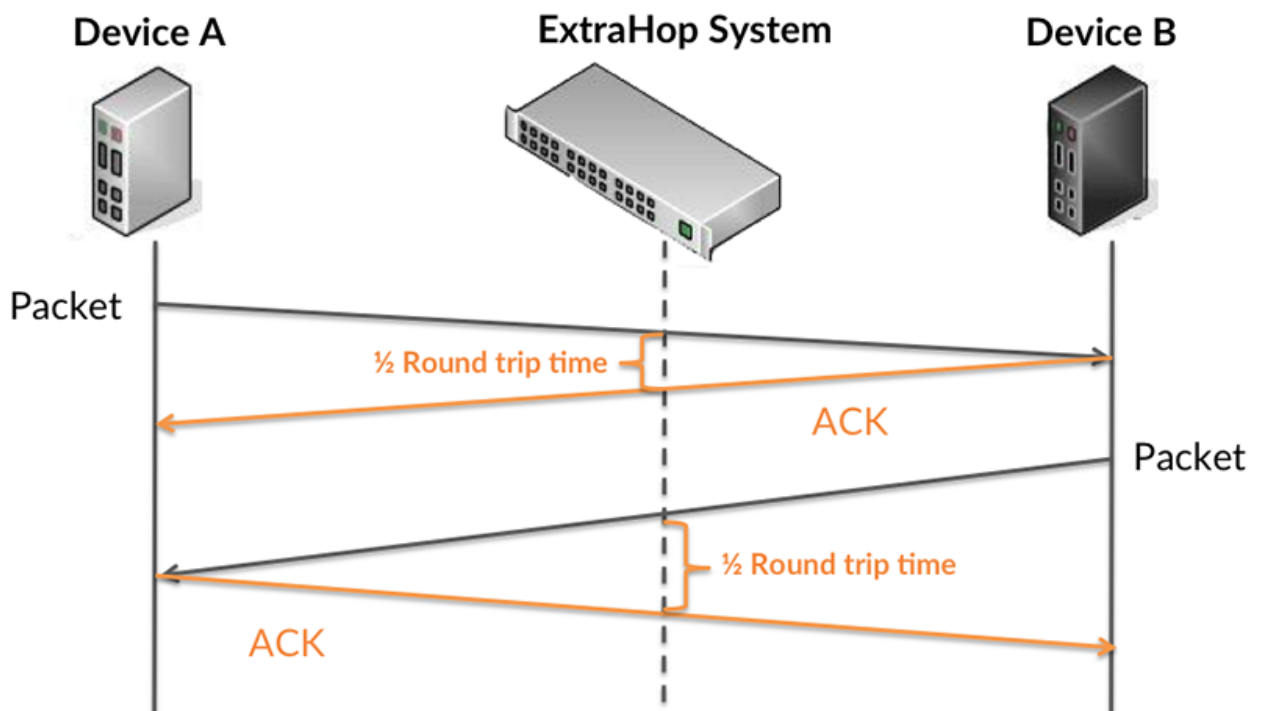 Device A
ExtraHop System
Device B
Packet
½ Round trip time
ACK
Packet
½ Round trip time
ACK